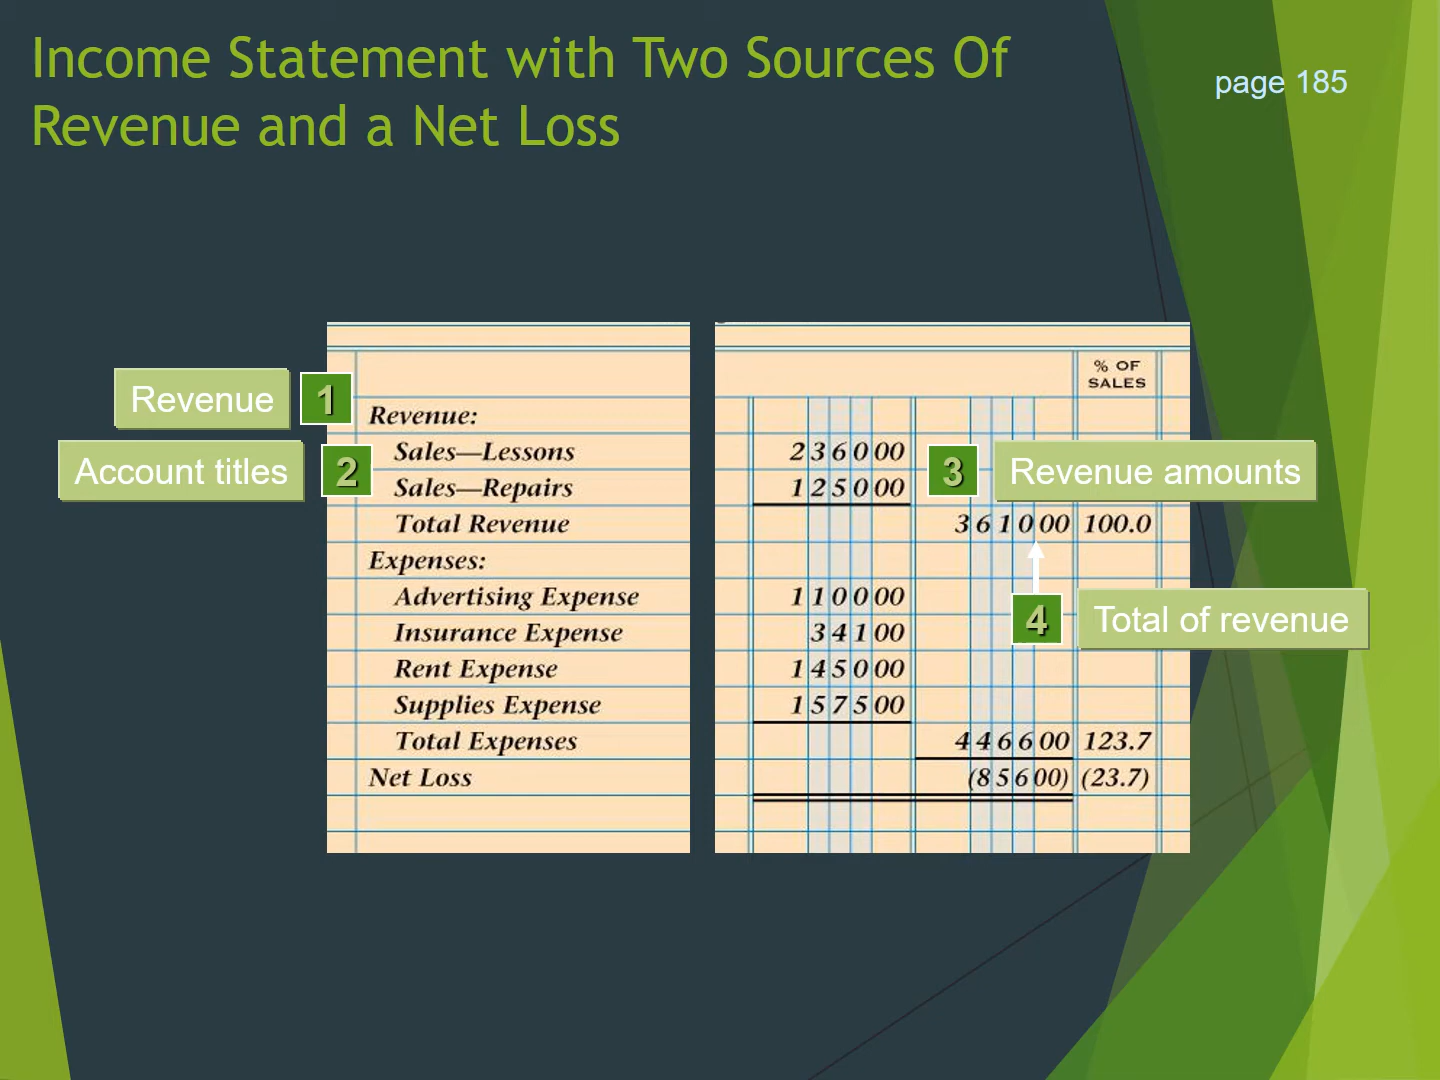 Income Statement with Two Sources Of
Revenue and a Net Loss
page 185
% OF
SALES
Revenue 1
Revenue:
Account titles 2
Sales—Lessons 2 3 6 0 00
3 Revenue amounts
Sales—Repairs 1 2 5 0 00
Total Revenue 3 6 1 0 00 100.0
Expenses:
Advertising Expense 1 1 0 0 00
4 Total of revenue
Insurance Expense 3 4 1 00
Rent Expense 1 4 5 0 00
Supplies Expense 1 5 7 5 00
Total Expenses 4 4 6 6 00 123.7
Net Loss (8 5 6 00) (23.7)